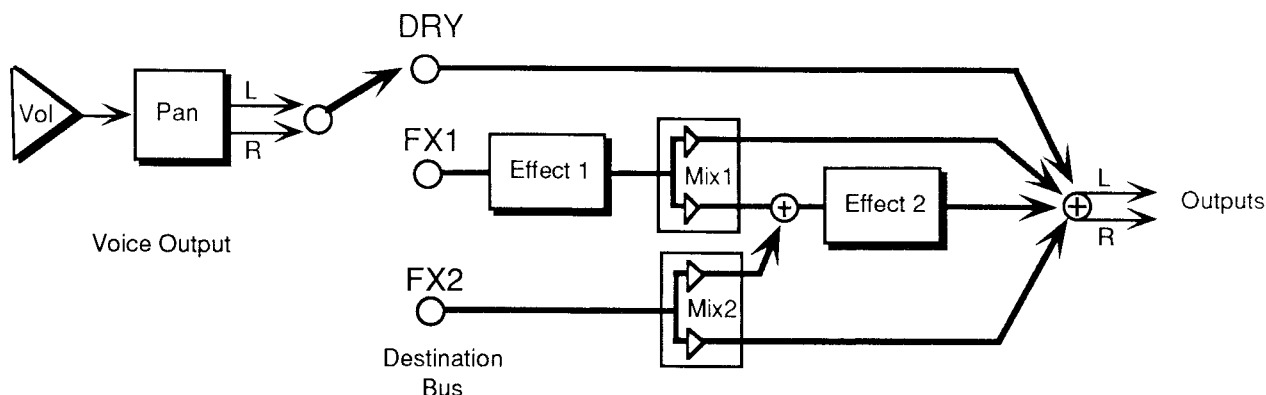 DRY
Vol
Pan
L
R
FX1
Effect 1
Mix1
Effect 2
L
R
Outputs
Voice Output
FX2
Mix2
Destination
Bus